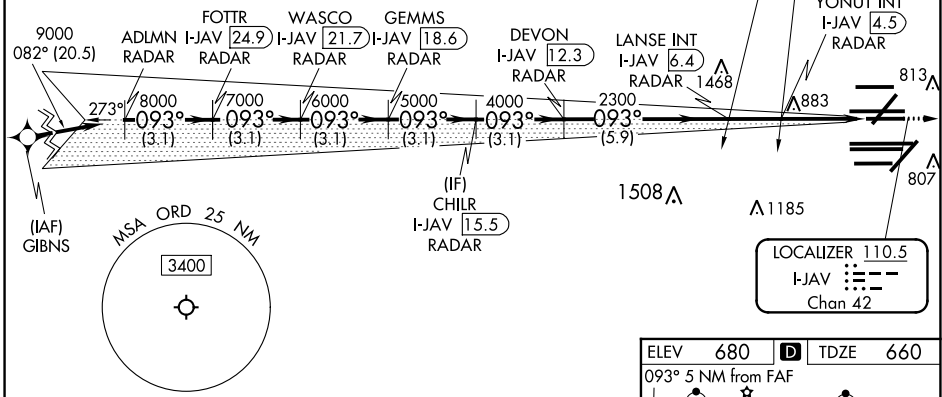 YONUT INT
I-JAV 4.5
RADAR
9000
082° (20.5)
ADLMN
RADAR
FOTTR
I-JAV 24.9
RADAR
WASCO
I-JAV 21.7
RADAR
GEMMS
I-JAV 18.6
RADAR
DEVON
I-JAV 12.3
RADAR
LANSE INT
I-JAV 6.4
RADAR
1468
813
883
273°
8000
093°
(3.1)
7000
093°
(3.1)
6000
093°
(3.1)
5000
093°
(3.1)
4000
093°
(3.1)
2300
093°
(5.9)
807
(IAF)
GIBNS
(IF)
CHILR
I-JAV 15.5
RADAR
1508
1185
MSA ORD 25 NM
3400
LOCALIZER 110.5
I-JAV
Chan 42
ELEV 680 D TDZE 660
093° 5 NM from FAF